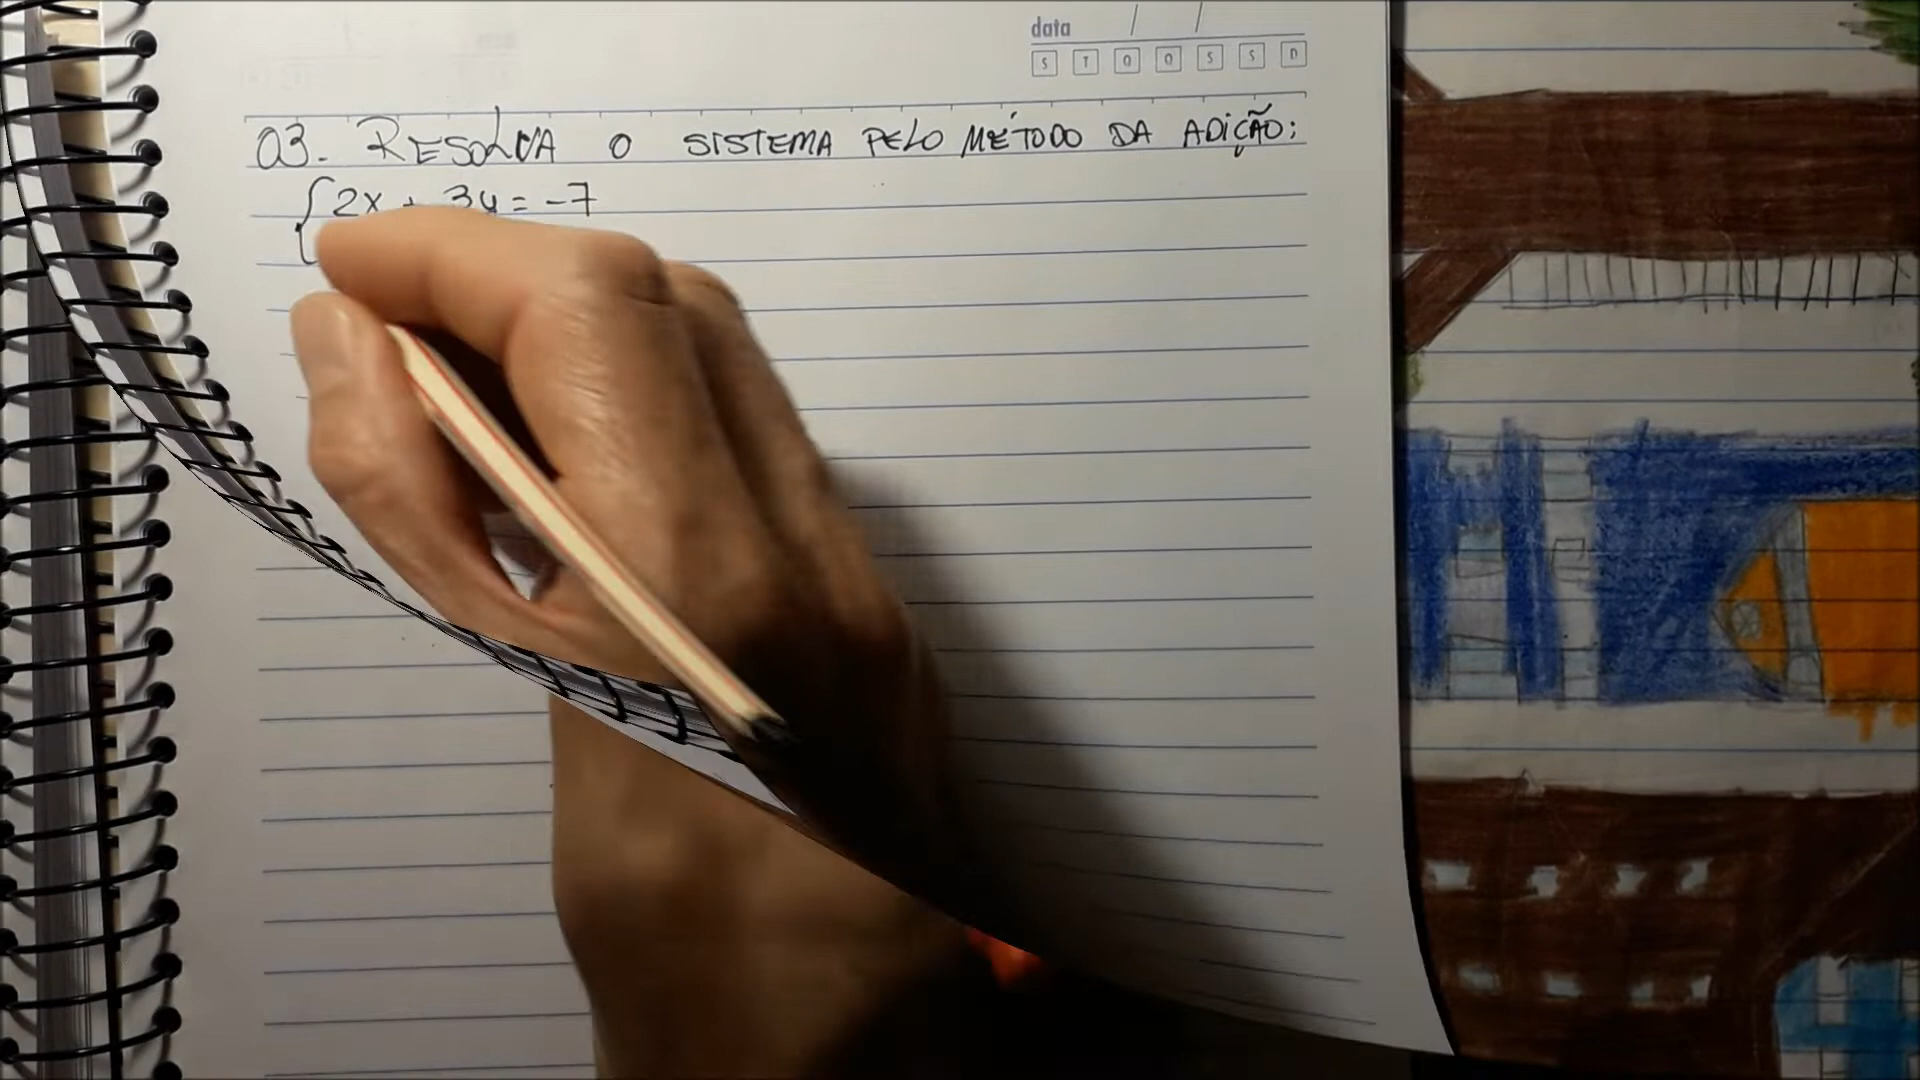 data / /
S T Q Q S S D
03. RESOLVA O SISTEMA PELO MÉTODO DA ADIÇÃO:
2x + 3y = -7